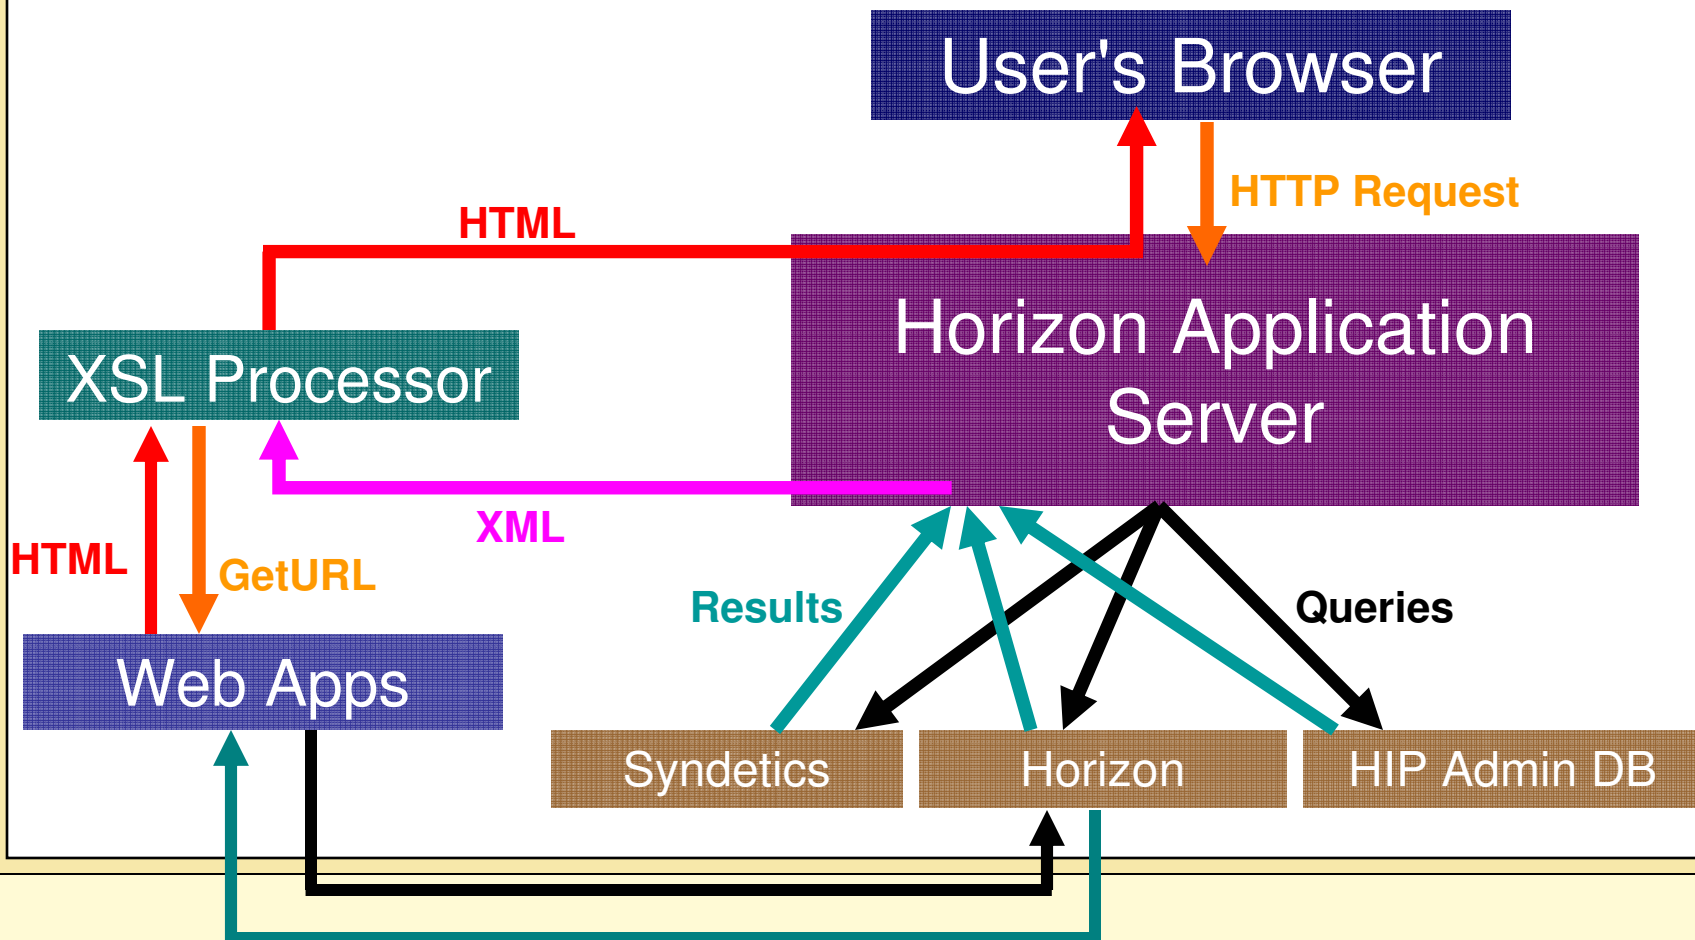 User's Browser
HTTP Request
HTML
Horizon Application
Server
XSL Processor
XML
HTML
GetURL
Results
Queries
Web Apps
Syndetics
Horizon
HIP Admin DB